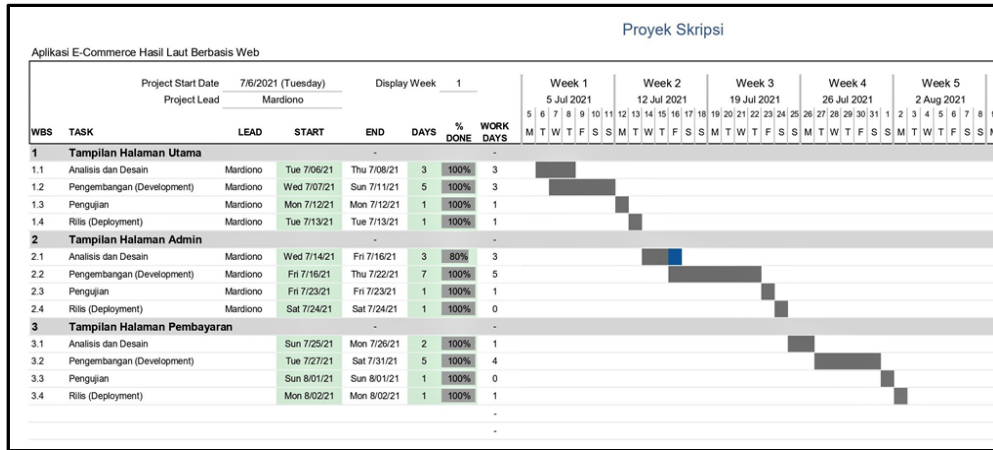 Proyek Skripsi
Aplikasi E-Commerce Hasil Laut Berbasis Web
Project Start Date 7/6/2021 (Tuesday) Display Week 1 Week 1 Week 2 Week 3 Week 4 Week 5
Project Lead Mardiono 5 Jul 2021 12 Jul 2021 19 Jul 2021 26 Jul 2021 2 Aug 2021
5 6 7 8 9 10 11 12 13 14 15 16 17 18 19 20 21 22 23 24 25 26 27 28 29 30 31 1 2 3 4 5 6 7 8
WBS TASK LEAD START END DAYS % DONE WORK DAYS M T W T F S S M T W T F S S M T W T F S S M T W T F S S M T W T F S S
1 Tampilan Halaman Utama - -
1.1 Analisis dan Desain Mardiono Tue 7/06/21 Thu 7/08/21 3 100% 3
1.2 Pengembangan (Development) Mardiono Wed 7/07/21 Sun 7/11/21 5 100% 3
1.3 Pengujian Mardiono Mon 7/12/21 Mon 7/12/21 1 100% 1
1.4 Rilis (Deployment) Mardiono Tue 7/13/21 Tue 7/13/21 1 100% 1
2 Tampilan Halaman Admin - -
2.1 Analisis dan Desain Mardiono Wed 7/14/21 Fri 7/16/21 3 80% 3
2.2 Pengembangan (Development) Mardiono Fri 7/16/21 Thu 7/22/21 7 100% 5
2.3 Pengujian Mardiono Fri 7/23/21 Fri 7/23/21 1 100% 1
2.4 Rilis (Deployment) Mardiono Sat 7/24/21 Sat 7/24/21 1 100% 0
3 Tampilan Halaman Pembayaran - -
3.1 Analisis dan Desain Sun 7/25/21 Mon 7/26/21 2 100% 1
3.2 Pengembangan (Development) Tue 7/27/21 Sat 7/31/21 5 100% 4
3.3 Pengujian Sun 8/01/21 Sun 8/01/21 1 100% 0
3.4 Rilis (Deployment) Mon 8/02/21 Mon 8/02/21 1 100% 1
-
-